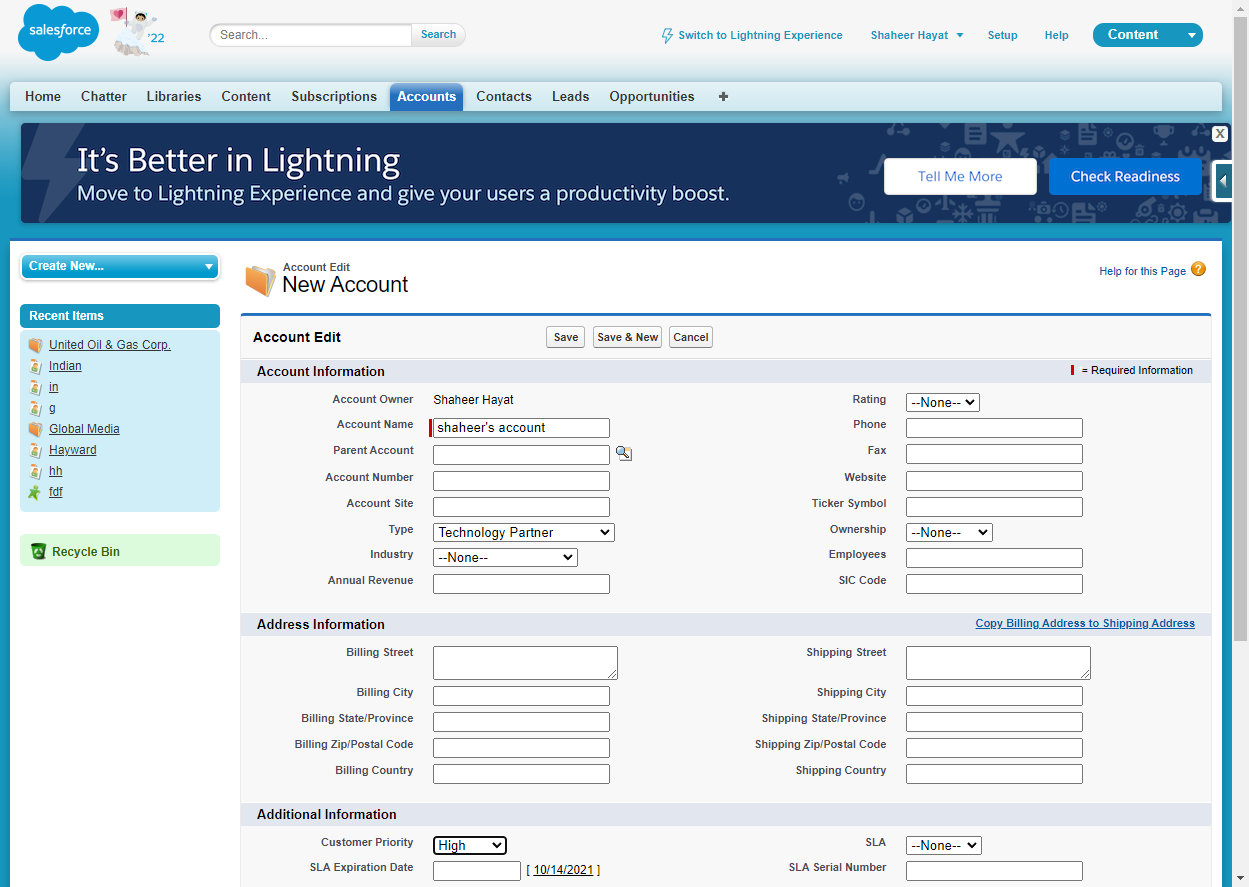 salesforce
'22
Search...
Search
Switch to Lightning Experience
Shaheer Hayat
Setup
Help
Content
Home Chatter Libraries Content Subscriptions Accounts Contacts Leads Opportunities +
It's Better in Lightning
Move to Lightning Experience and give your users a productivity boost.
Tell Me More
Check Readiness
X
Create New...
Recent Items
United Oil & Gas Corp.
Indian
in
g
Global Media
Hayward
hh
fdf
Recycle Bin
Account Edit
New Account
Help for this Page ?
Account Edit
Save
Save & New
Cancel
Account Information
= Required Information
Account Owner Shaheer Hayat
Rating --None--
Account Name shaheer's account
Phone
Parent Account
Fax
Account Number
Website
Account Site
Ticker Symbol
Type Technology Partner
Ownership --None--
Industry --None--
Employees
Annual Revenue
SIC Code
Address Information
Copy Billing Address to Shipping Address
Billing Street
Shipping Street
Billing City
Shipping City
Billing State/Province
Shipping State/Province
Billing Zip/Postal Code
Shipping Zip/Postal Code
Billing Country
Shipping Country
Additional Information
Customer Priority High
SLA --None--
SLA Expiration Date [ 10/14/2021 ]
SLA Serial Number